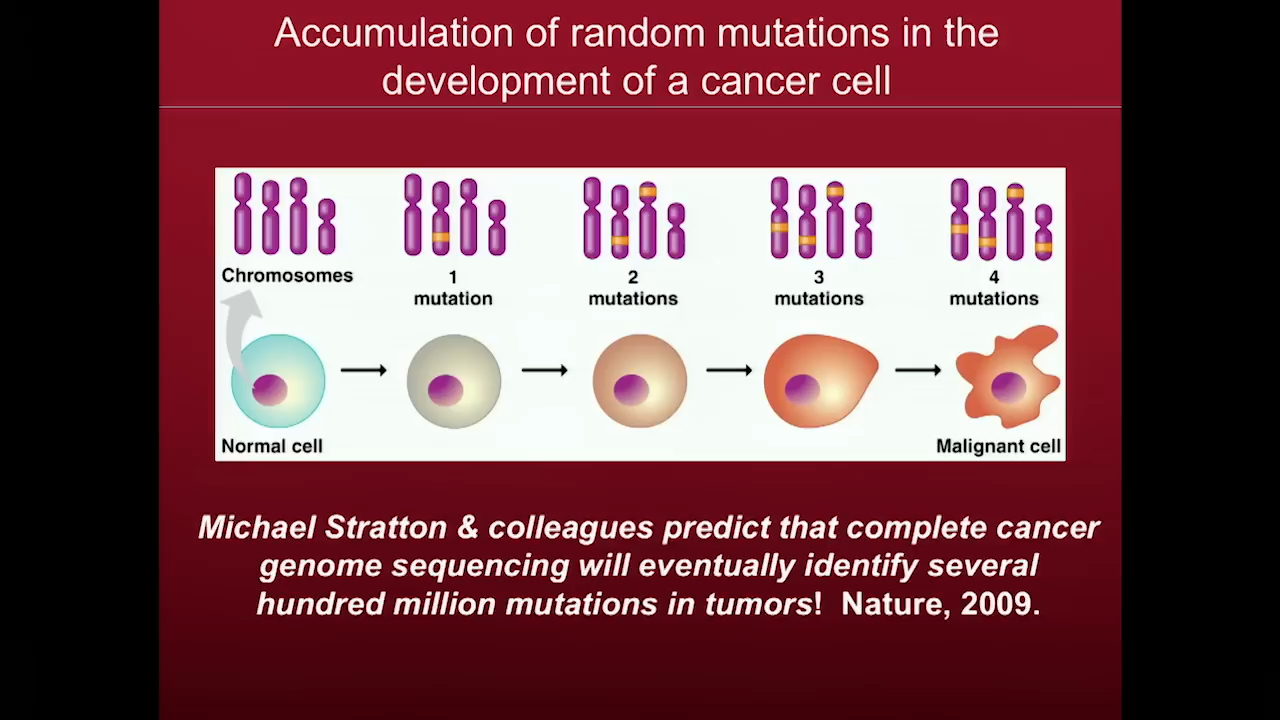 Accumulation of random mutations in the
development of a cancer cell
Chromosomes
1
mutation
2
mutations
3
mutations
4
mutations
Normal cell
Malignant cell
Michael Stratton & colleagues predict that complete cancer
genome sequencing will eventually identify several
hundred million mutations in tumors! Nature, 2009.